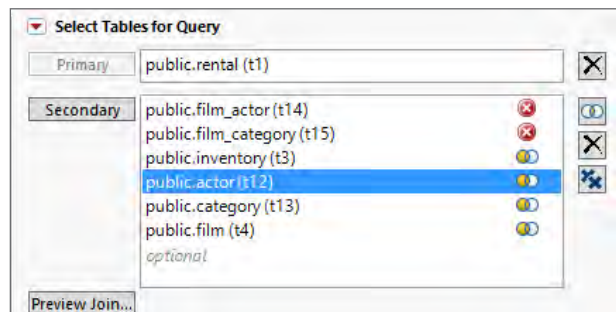 Select Tables for Query
Primary
public.rental (t1)
Secondary
public.film_actor (t14)
public.film_category (t15)
public.inventory (t3)
public.actor (t12)
public.category (t13)
public.film (t4)
optional
Preview Join...